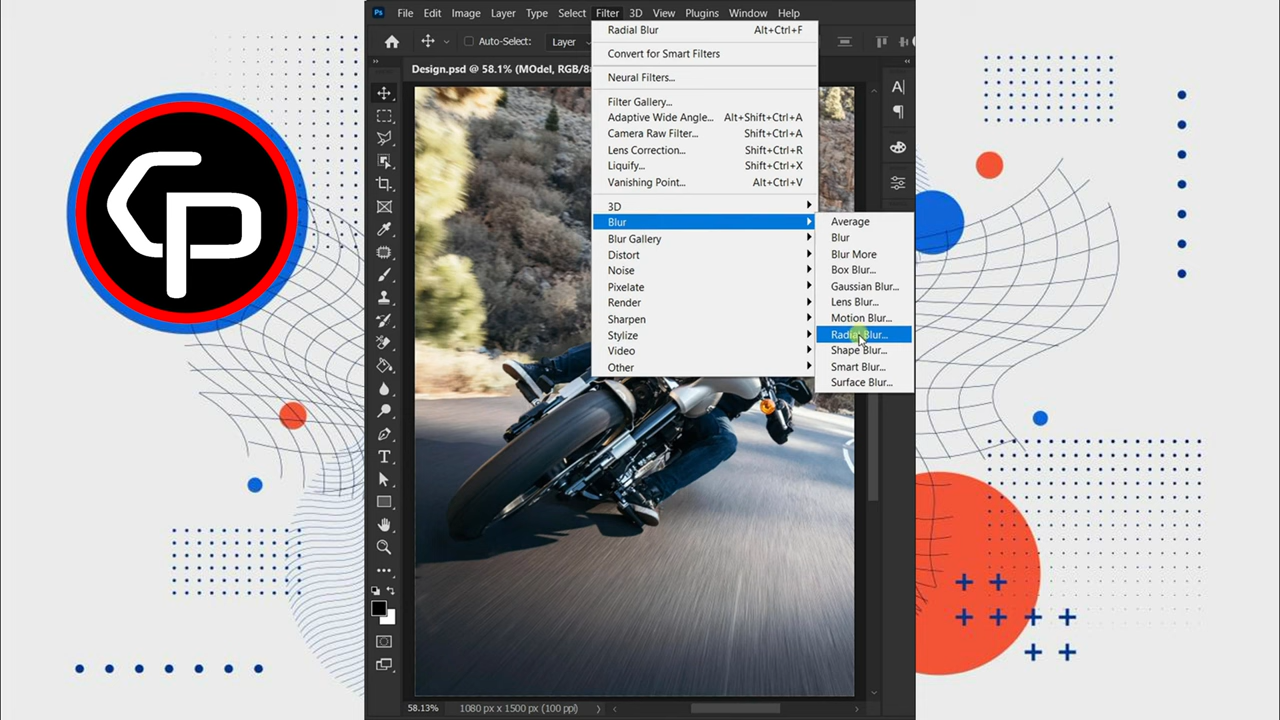 Ps File Edit Image Layer Type Select Filter 3D View Plugins Window Help
Auto-Select: Layer
Design.psd @ 58.1% (MOdel, RGB/8
Radial Blur Alt+Ctrl+F
Convert for Smart Filters
Neural Filters...
Filter Gallery...
Adaptive Wide Angle... Alt+Shift+Ctrl+A
Camera Raw Filter... Shift+Ctrl+A
Lens Correction... Shift+Ctrl+R
Liquify... Shift+Ctrl+X
Vanishing Point... Alt+Ctrl+V
3D
Blur
Blur Gallery
Distort
Noise
Pixelate
Render
Sharpen
Stylize
Video
Other
Average
Blur
Blur More
Box Blur...
Gaussian Blur...
Lens Blur...
Motion Blur...
Radial Blur...
Shape Blur...
Smart Blur...
Surface Blur...
58.13% 1080 px x 1500 px (100 ppi)